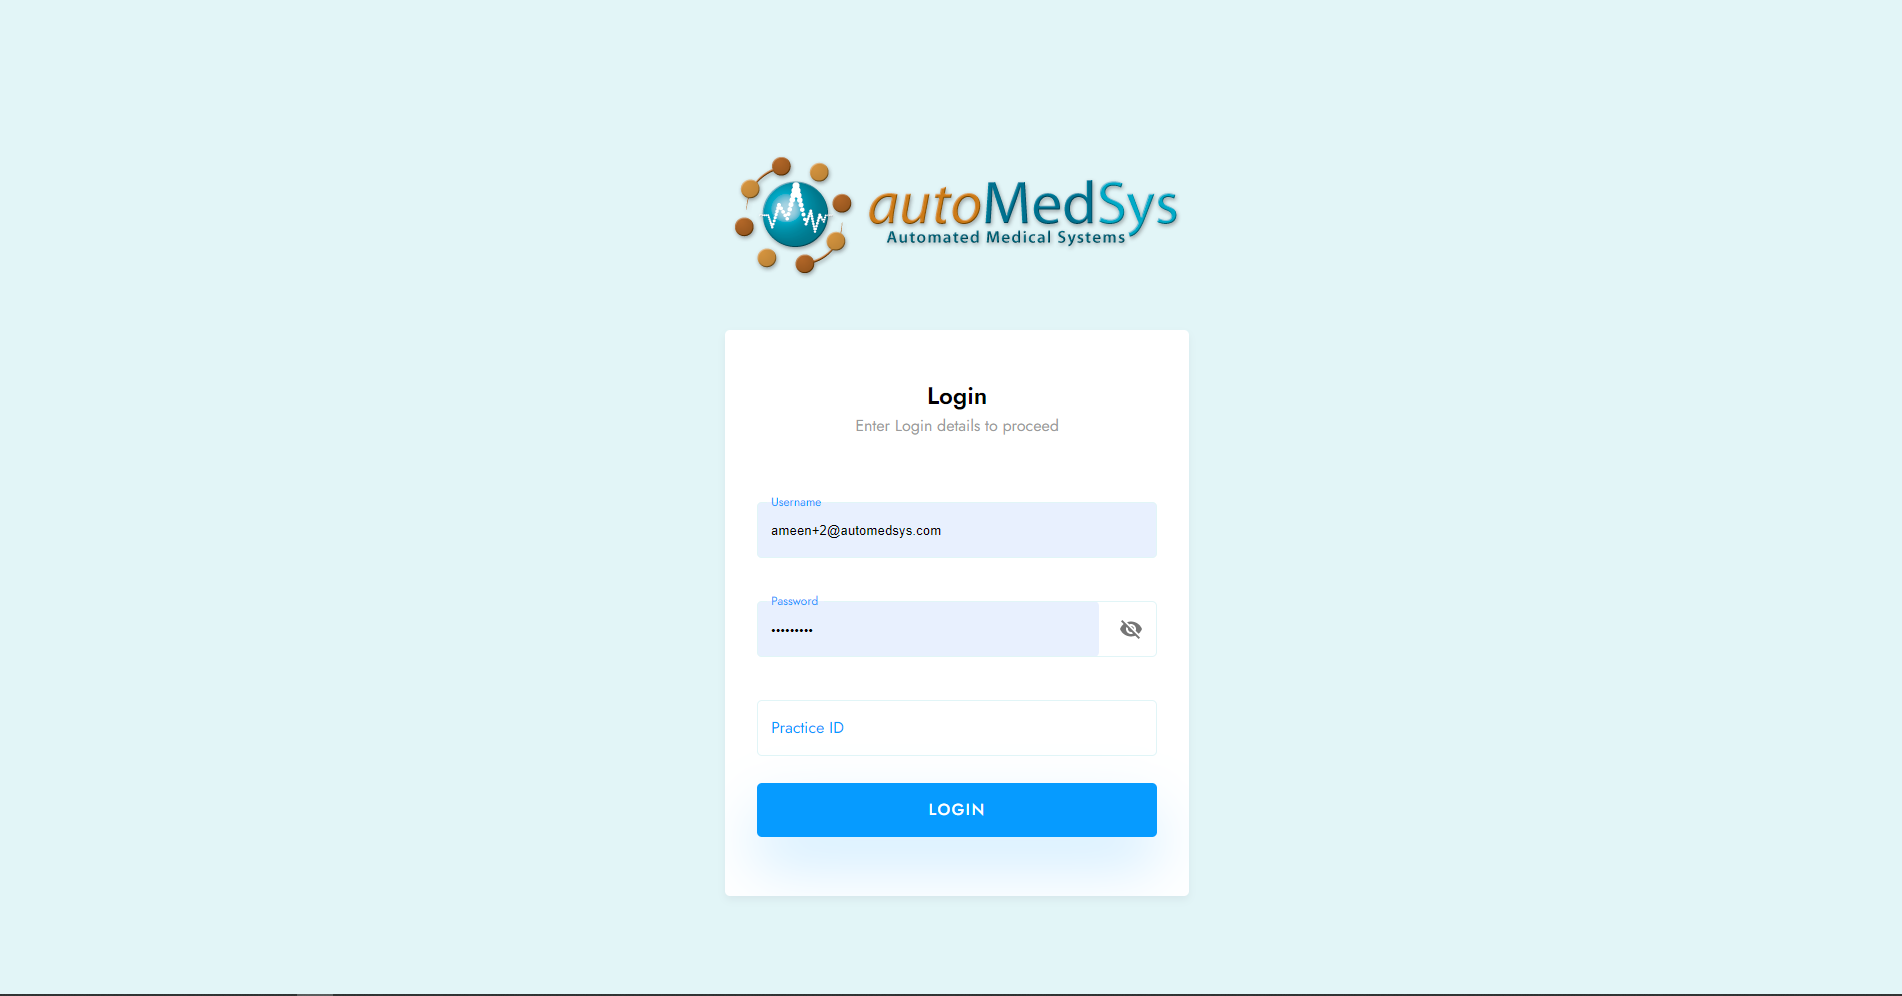 autoMedSys
Automated Medical Systems
Login
Enter Login details to proceed
Username
ameen+2@automedsys.com
Password
•••••••••
Practice ID
LOGIN